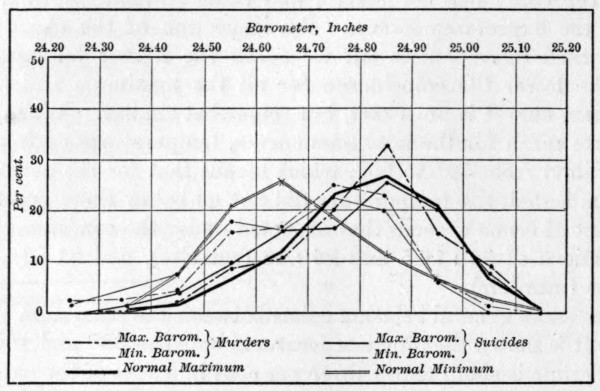 Barometer, Inches
24.20 24.30 24.40 24.50 24.60 24.70 24.80 24.90 25.00 25.10 25.20
50
40
30
20
10
0
Per cent.
Max. Barom. } Murders Max. Barom. } Suicides
Min. Barom. Min. Barom.
Normal Maximum Normal Minimum